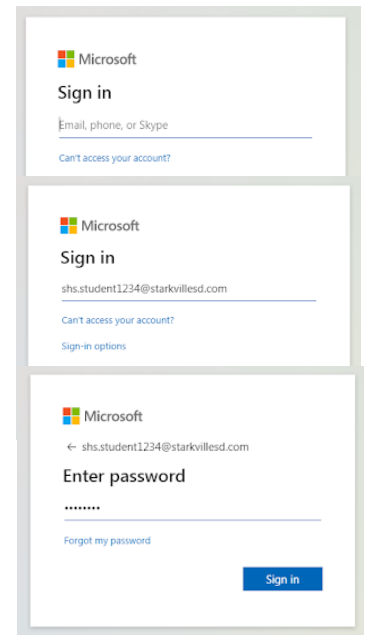 Microsoft
Sign in
Email, phone, or Skype
Can't access your account?
Microsoft
Sign in
shs.student1234@starkvillesd.com
Can't access your account?
Sign-in options
Microsoft
← shs.student1234@starkvillesd.com
Enter password
••••••••
Forgot my password
Sign in